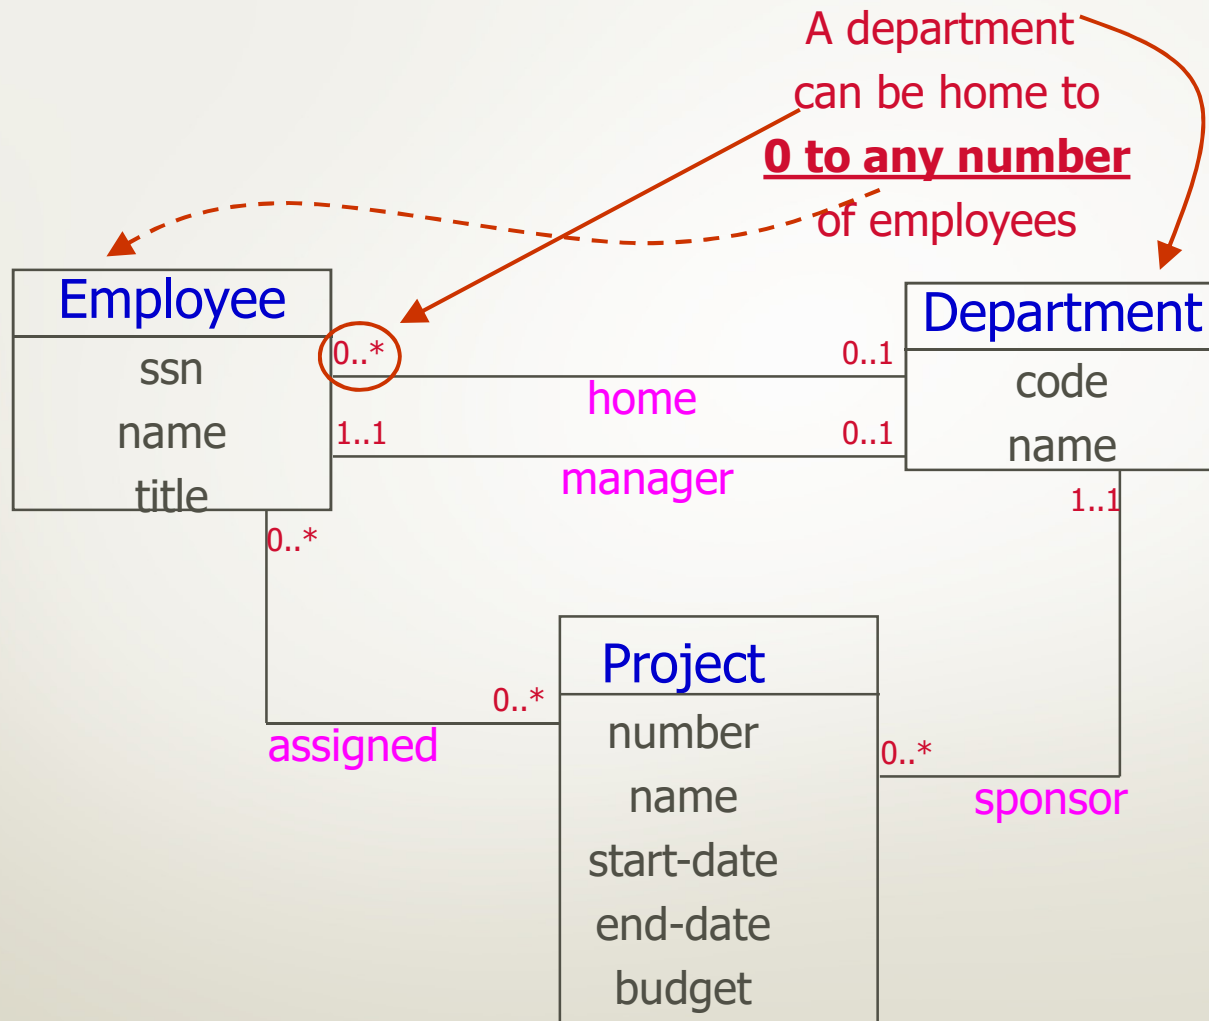 A department
can be home to
0 to any number
of employees
Employee
ssn
name
title
0..*
0..1
home
1..1
0..1
manager
Department
code
name
1..1
0..*
0..*
assigned
Project
number
name
start-date
end-date
budget
0..*
sponsor